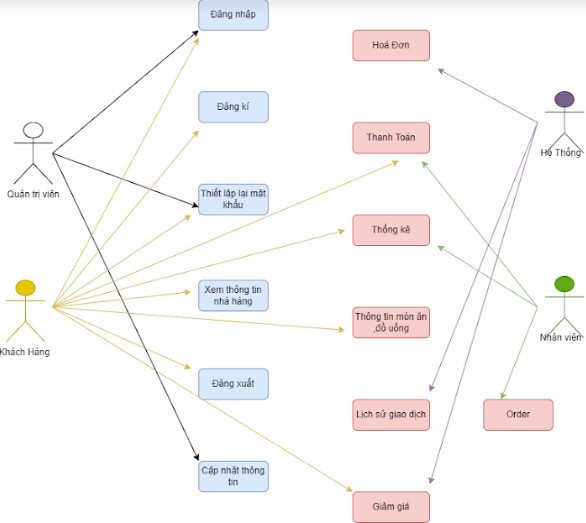 Đăng nhập
Hoá Đơn
Đăng kí
Thanh Toán
Hệ Thống
Quản trị viên
Thiết lập lại mật
khẩu
Thống kê
Xem thông tin
nhà hàng
Thông tin món ăn
,đồ uống
Nhân viên
Khách Hàng
Đăng xuất
Lịch sử giao dịch
Order
Cập nhật thông
tin
Giảm giá